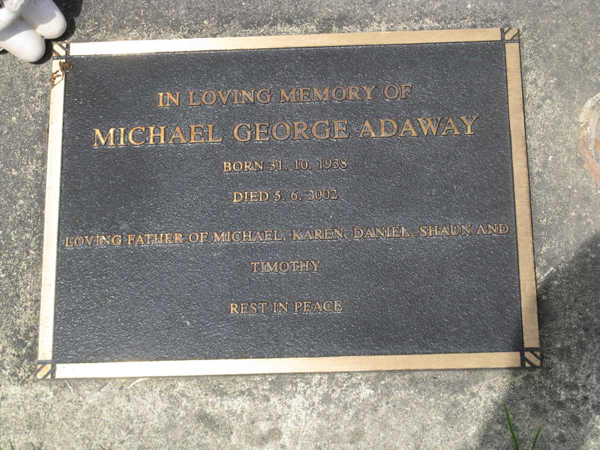 IN LOVING MEMORY OF
MICHAEL GEORGE ADAWAY
BORN 31. 10. 1938
DIED 5. 6. 2002
LOVING FATHER OF MICHAEL, KAREN, DANIEL, SHAUN AND
TIMOTHY
REST IN PEACE